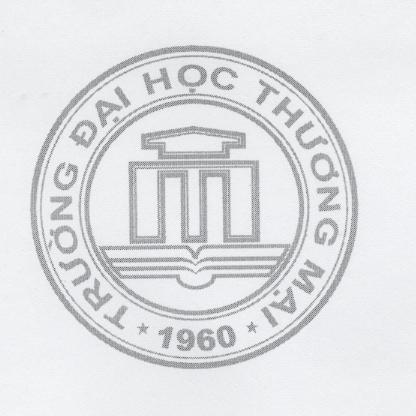 TRƯỜNG ĐẠI HỌC THƯƠNG MẠI
★ 1960 ★